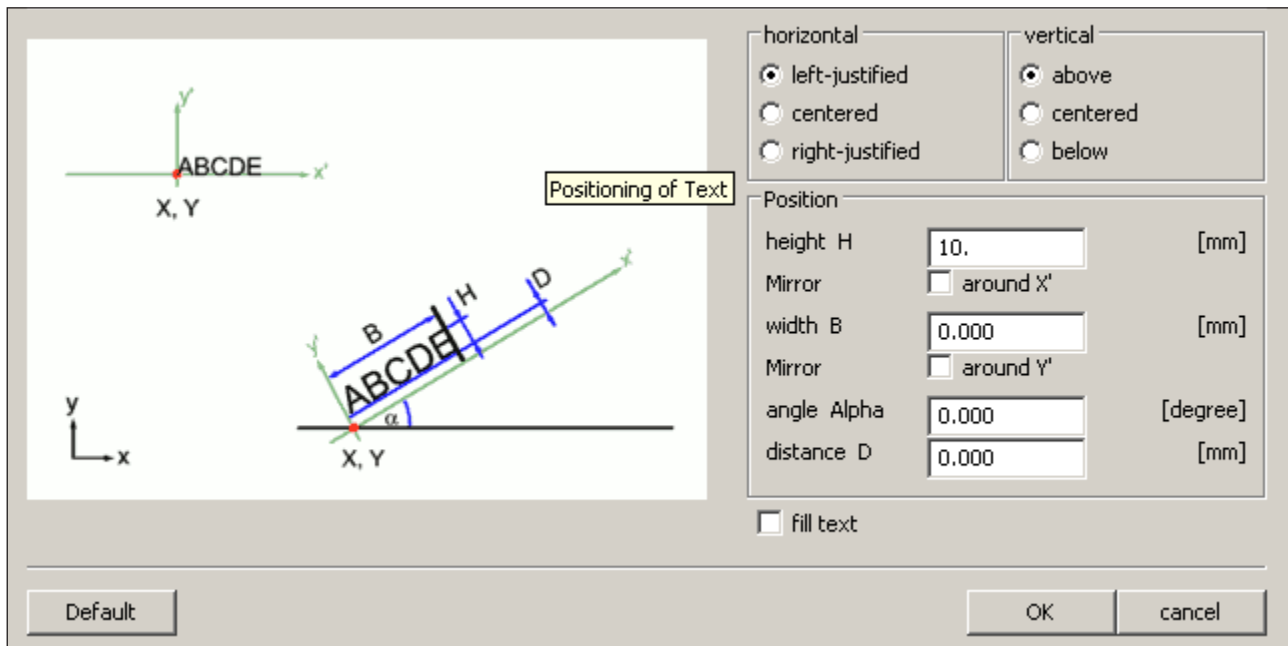 y'
ABCDE
x'
X, Y
Positioning of Text
x'
D
H
B
y'
ABCDE
α
X, Y
y
x
horizontal
left-justified
centered
right-justified
vertical
above
centered
below
Position
height H 10. [mm]
Mirror around X'
width B 0.000 [mm]
Mirror around Y'
angle Alpha 0.000 [degree]
distance D 0.000 [mm]
fill text
Default
OK
cancel